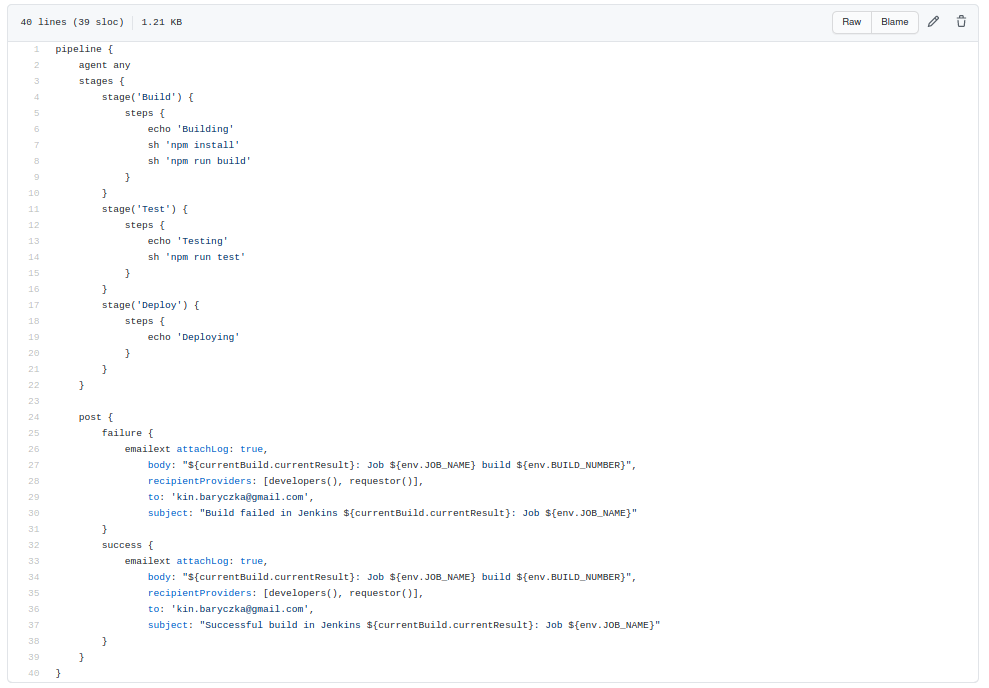 40 lines (39 sloc) 1.21 KB Raw Blame
1 pipeline {
2     agent any
3     stages {
4         stage('Build') {
5             steps {
6                 echo 'Building'
7                 sh 'npm install'
8                 sh 'npm run build'
9             }
10         }
11         stage('Test') {
12             steps {
13                 echo 'Testing'
14                 sh 'npm run test'
15             }
16         }
17         stage('Deploy') {
18             steps {
19                 echo 'Deploying'
20             }
21         }
22     }
23
24     post {
25         failure {
26             emailext attachLog: true,
27                 body: "${currentBuild.currentResult}: Job ${env.JOB_NAME} build ${env.BUILD_NUMBER}",
28                 recipientProviders: [developers(), requestor()],
29                 to: 'kin.baryczka@gmail.com',
30                 subject: "Build failed in Jenkins ${currentBuild.currentResult}: Job ${env.JOB_NAME}"
31         }
32         success {
33             emailext attachLog: true,
34                 body: "${currentBuild.currentResult}: Job ${env.JOB_NAME} build ${env.BUILD_NUMBER}",
35                 recipientProviders: [developers(), requestor()],
36                 to: 'kin.baryczka@gmail.com',
37                 subject: "Successful build in Jenkins ${currentBuild.currentResult}: Job ${env.JOB_NAME}"
38         }
39     }
40 }